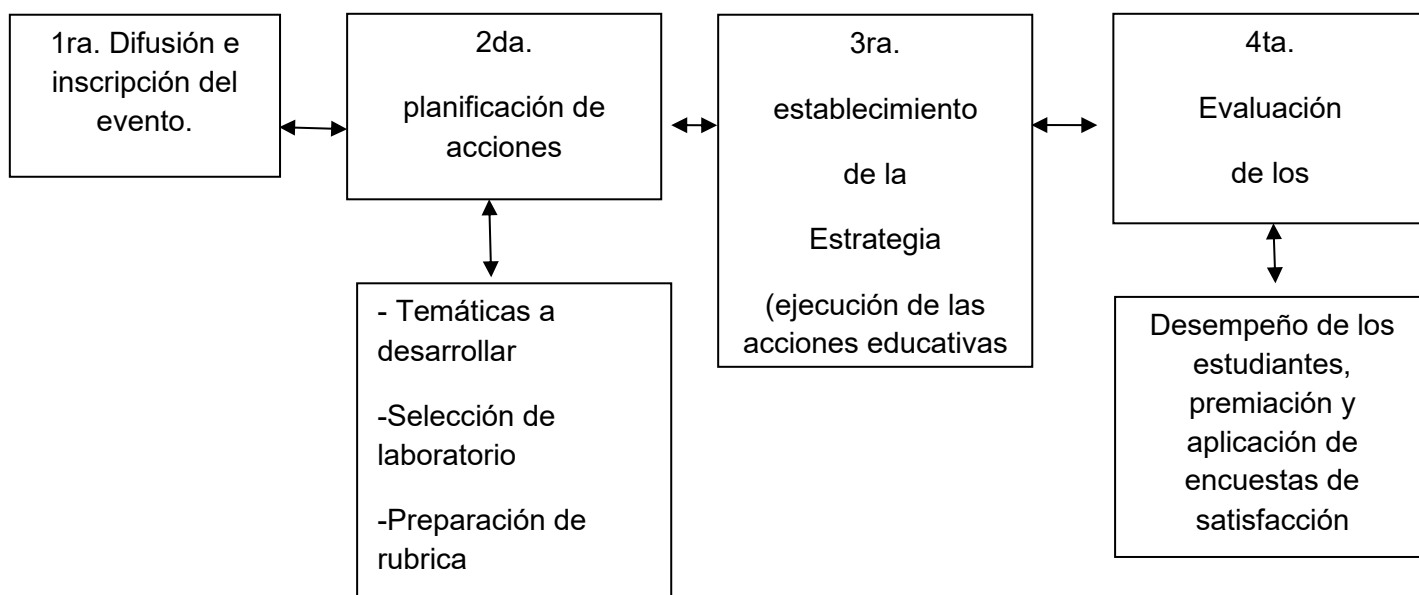 1ra. Difusión e
inscripción del
evento.
2da.
planificación de
acciones
- Temáticas a
desarrollar
-Selección de
laboratorio
-Preparación de
rubrica
3ra.
establecimiento
de la
Estrategia
(ejecución de las
acciones educativas
4ta.
Evaluación
de los
Desempeño de los
estudiantes,
premiación y
aplicación de
encuestas de
satisfacción